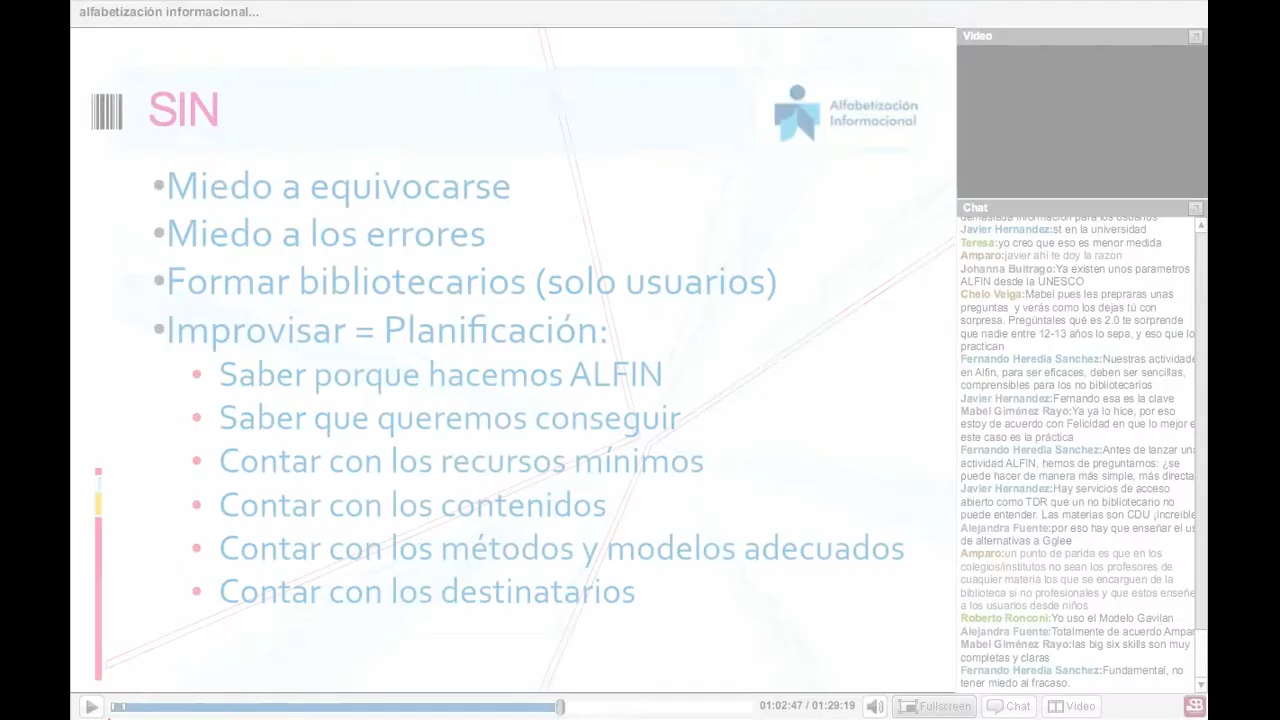 alfabetización informacional...
SIN
Alfabetización
Informacional
•Miedo a equivocarse
•Miedo a los errores
•Formar bibliotecarios (solo usuarios)
•Improvisar = Planificación:
• Saber porque hacemos ALFIN
• Saber que queremos conseguir
• Contar con los recursos mínimos
• Contar con los contenidos
• Contar con los métodos y modelos adecuados
• Contar con los destinatarios
Video
Chat
demasiada información para los usuarios
Javier Hernandez:st en la universidad
Teresa:yo creo que eso es menor medida
Amparo:javier ahí te doy la razon
Johanna Buitrago:Ya existen unos parametros
ALFIN desde la UNESCO
Chelo Veiga:Mabel pues les prepraras unas
preguntas y verás como los dejas tú con
sorpresa. Pregúntales qué es 2.0 te sorprende
que nadie entre 12-13 años lo sepa, y eso que lo
practican
Fernando Heredia Sanchez:Nuestras actividade
en Alfin, para ser eficaces, deben ser sencillas,
comprensibles para los no bibliotecarios
Javier Hernandez:Fernando esa es la clave
Mabel Giménez Rayo:Ya ya lo hice, por eso
estoy de acuerdo con Felicidad en que lo mejor e
este caso es la práctica
Fernando Heredia Sanchez:Antes de lanzar una
actividad ALFIN, hemos de preguntarnos: ¿se
puede hacer de manera más simple, más directa
Javier Hernandez:Hay servicios de acceso
abierto como TDR que un no bibliotecario no
puede entender. Las materias son CDU ¡increíble
Alejandra Fuente:por eso hay que enseñar el us
de alternativas a Gglee
Amparo:un punto de parida es que en los
colegios/institutos no sean los profesores de
cuaquier materia los que se encarguen de la
biblioteca si no profesionales y que estos enseñe
a los usuarios desde niños
Roberto Ronconi:Yo uso el Modelo Gavilan
Alejandra Fuente:Totalmente de acuerdo Ampar
Mabel Giménez Rayo:las big six skills son muy
completas y claras
Fernando Heredia Sanchez:Fundamental, no
tener miedo al fracaso.
01:02:47 / 01:29:19
Fullscreen
Chat
Video
SB